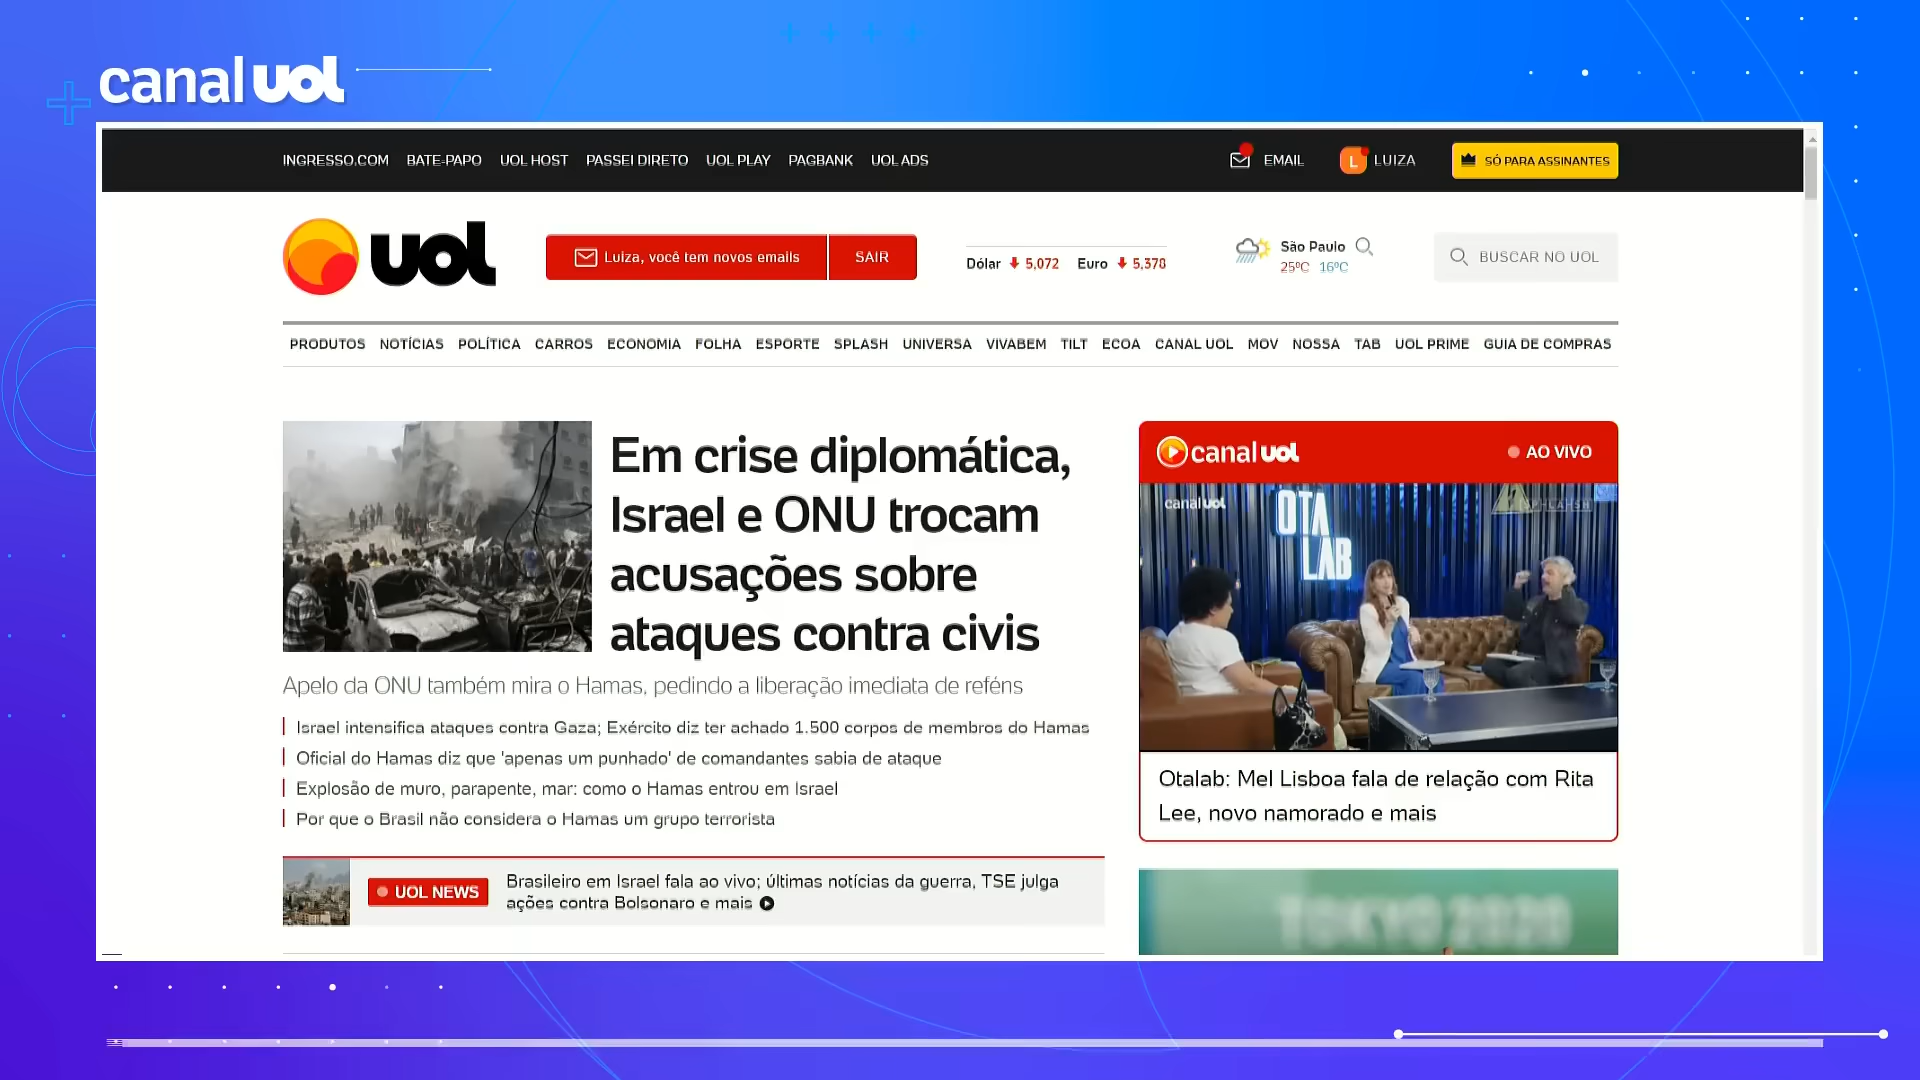 canal uol
INGRESSO.COM BATE-PAPO UOL HOST PASSEI DIRETO UOL PLAY PAGBANK UOL ADS EMAIL L LUIZA SÓ PARA ASSINANTES
uol
Luiza, você tem novos emails SAIR
Dólar 5,072 Euro 5,378
São Paulo
25ºC 16ºC
BUSCAR NO UOL
PRODUTOS NOTÍCIAS POLÍTICA CARROS ECONOMIA FOLHA ESPORTE SPLASH UNIVERSA VIVABEM TILT ECOA CANAL UOL MOV NOSSA TAB UOL PRIME GUIA DE COMPRAS
Em crise diplomática,
Israel e ONU trocam
acusações sobre
ataques contra civis
Apelo da ONU também mira o Hamas, pedindo a liberação imediata de reféns
Israel intensifica ataques contra Gaza; Exército diz ter achado 1.500 corpos de membros do Hamas
Oficial do Hamas diz que 'apenas um punhado' de comandantes sabia de ataque
Explosão de muro, parapente, mar: como o Hamas entrou em Israel
Por que o Brasil não considera o Hamas um grupo terrorista
UOL NEWS
Brasileiro em Israel fala ao vivo; últimas notícias da guerra, TSE julga
ações contra Bolsonaro e mais
canal uol AO VIVO
canal uol
OTA
LAB
Otalab: Mel Lisboa fala de relação com Rita
Lee, novo namorado e mais
TOKYO 2020